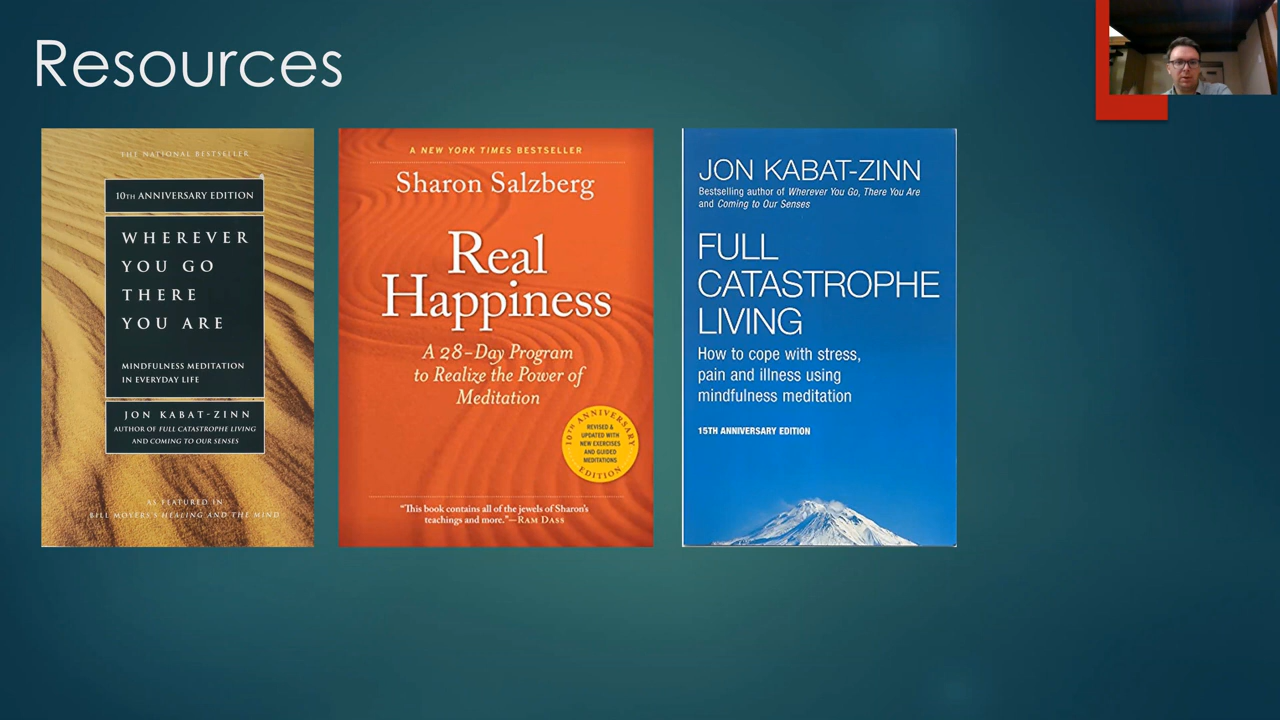 Resources
THE NATIONAL BESTSELLER
10TH ANNIVERSARY EDITION
WHEREVER
YOU GO
THERE
YOU ARE
MINDFULNESS MEDITATION
IN EVERYDAY LIFE
JON KABAT-ZINN
AUTHOR OF FULL CATASTROPHE LIVING
AND COMING TO OUR SENSES
AS FEATURED IN
BILL MOYERS'S HEALING AND THE MIND
A NEW YORK TIMES BESTSELLER
Sharon Salzberg
Real
Happiness
A 28-Day Program
to Realize the Power of
Meditation
10TH ANNIVERSARY
REVISED &
UPDATED WITH
NEW EXERCISES
AND GUIDED
MEDITATIONS
EDITION
"This book contains all of the jewels of Sharon's
teachings and more."—RAM DASS
JON KABAT-ZINN
Bestselling author of Wherever You Go, There You Are
and Coming to Our Senses
FULL
CATASTROPHE
LIVING
How to cope with stress,
pain and illness using
mindfulness meditation
15TH ANNIVERSARY EDITION